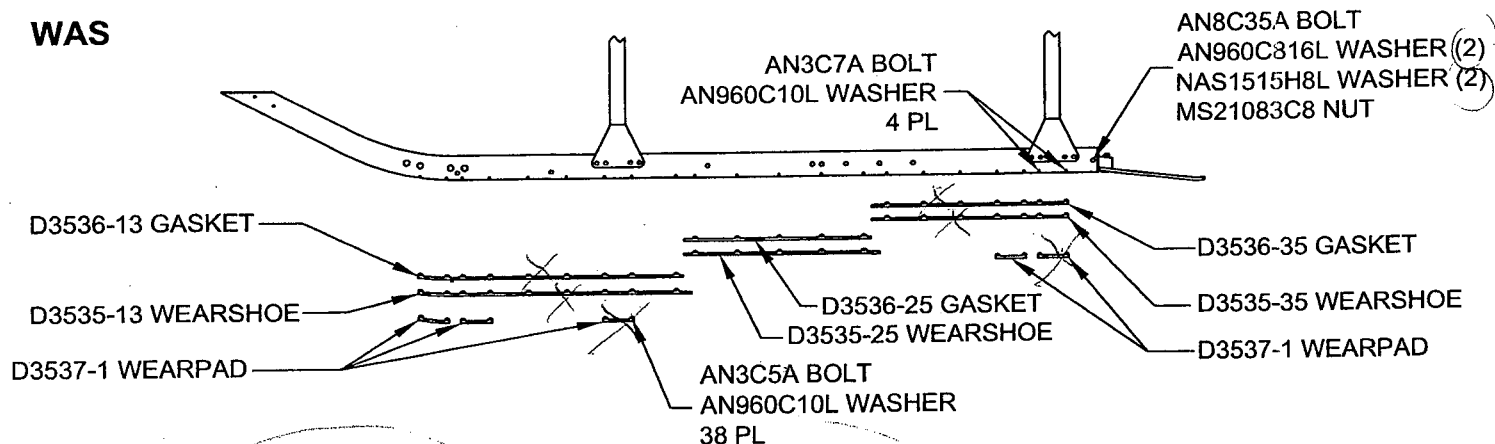 WAS
AN8C35A BOLT
AN960C816L WASHER (2)
NAS1515H8L WASHER (2)
MS21083C8 NUT
AN3C7A BOLT
AN960C10L WASHER
4 PL
D3536-13 GASKET
D3535-13 WEARSHOE
D3537-1 WEARPAD
D3536-25 GASKET
D3535-25 WEARSHOE
AN3C5A BOLT
AN960C10L WASHER
38 PL
D3536-35 GASKET
D3535-35 WEARSHOE
D3537-1 WEARPAD